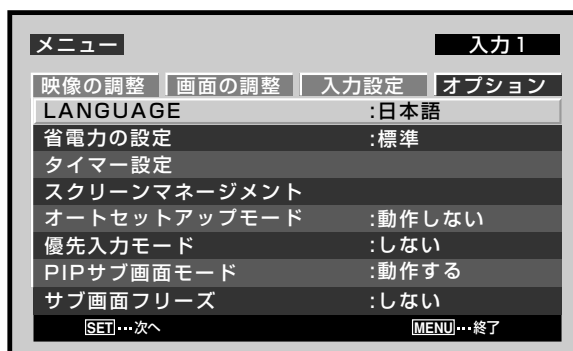 メニュー 入力1
映像の調整 画面の調整 入力設定 オプション
LANGUAGE :日本語
省電力の設定 :標準
タイマー設定
スクリーンマネージメント
オートセットアップモード :動作しない
優先入力モード :しない
PIPサブ画面モード :動作する
サブ画面フリーズ :しない
SET…次へ MENU…終了